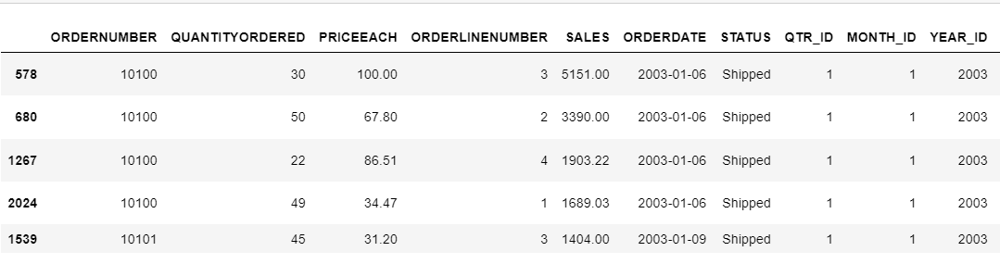 ORDERNUMBER QUANTITYORDERED PRICEEACH ORDERLINENUMBER SALES ORDERDATE STATUS QTR_ID MONTH_ID YEAR_ID
578 10100 30 100.00 3 5151.00 2003-01-06 Shipped 1 1 2003
680 10100 50 67.80 2 3390.00 2003-01-06 Shipped 1 1 2003
1267 10100 22 86.51 4 1903.22 2003-01-06 Shipped 1 1 2003
2024 10100 49 34.47 1 1689.03 2003-01-06 Shipped 1 1 2003
1539 10101 45 31.20 3 1404.00 2003-01-09 Shipped 1 1 2003